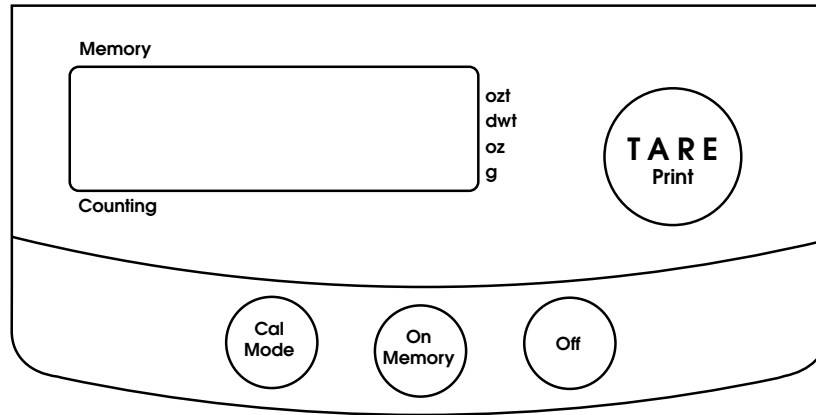 Memory
ozt
dwt
oz
g
TARE
Print
Counting
Cal
Mode
On
Memory
Off